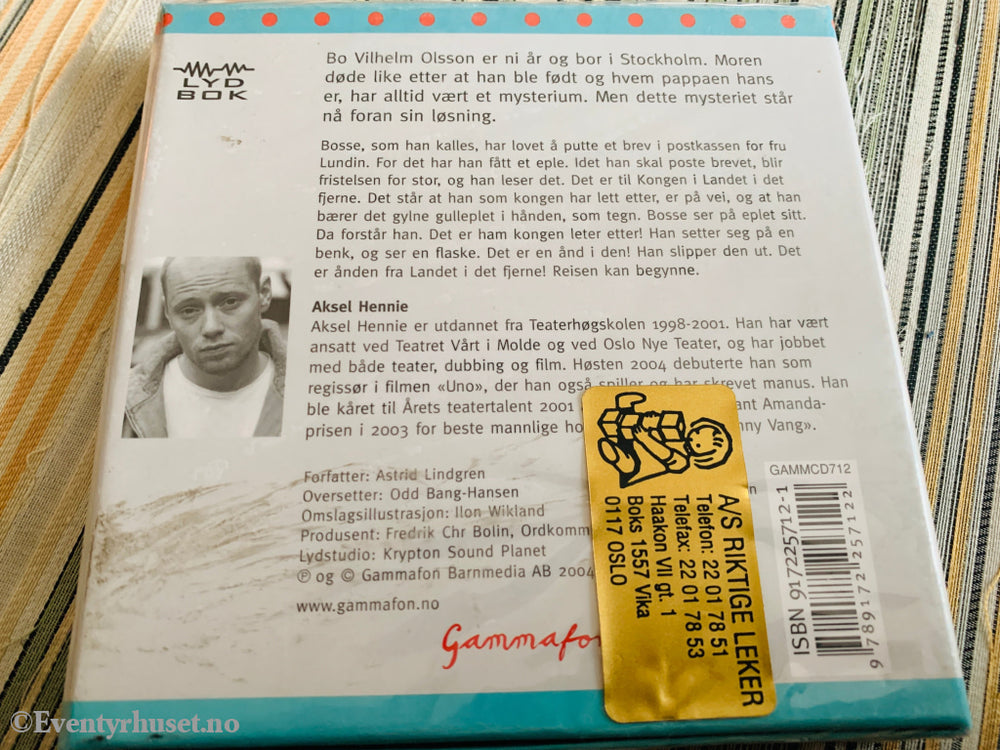 LYD
BOK
Bo Vilhelm Olsson er ni år og bor i Stockholm. Moren
døde like etter at han ble født og hvem pappaen hans
er, har alltid vært et mysterium. Men dette mysteriet står
nå foran sin løsning.
Bosse, som han kalles, har lovet å putte et brev i postkassen for fru
Lundin. For det har han fått et eple. Idet han skal poste brevet, blir
fristelsen for stor, og han leser det. Det er til Kongen i Landet i det
fjerne. Det står at han som kongen har lett etter, er på vei, og at han
bærer det gylne gulleplet i hånden, som tegn. Bosse ser på eplet sitt.
Da forstår han. Det er ham kongen leter etter! Han setter seg på en
benk, og ser en flaske. Det er en ånd i den! Han slipper den ut. Det
er ånden fra Landet i det fjerne! Reisen kan begynne.
Aksel Hennie
Aksel Hennie er utdannet fra Teaterhøgskolen 1998-2001. Han har vært
ansatt ved Teatret Vårt i Molde og ved Oslo Nye Teater, og har jobbet
med både teater, dubbing og film. Høsten 2004 debuterte han som
regissør i filmen «Uno», der han også spiller og har skrevet manus. Han
ble kåret til Årets teatertalent 2001 ant Amanda-
prisen i 2003 for beste mannlige ho nny Vang».
Forfatter: Astrid Lindgren
Oversetter: Odd Bang-Hansen
Omslagsillustrasjon: Ilon Wikland
Produsent: Fredrik Chr Bolin, Ordkomm
Lydstudio: Krypton Sound Planet
℗ og © Gammafon Barnmedia AB 2004
www.gammafon.no
Gammafon
A/S RIKTIGE LEKER
Telefon: 22 01 78 51
Telefax: 22 01 78 53
Haakon VII gt. 1
Boks 1557 Vika
0117 OSLO
GAMMCD712
ISBN 917225712-1
9 789172 257122
©Eventyrhuset.no